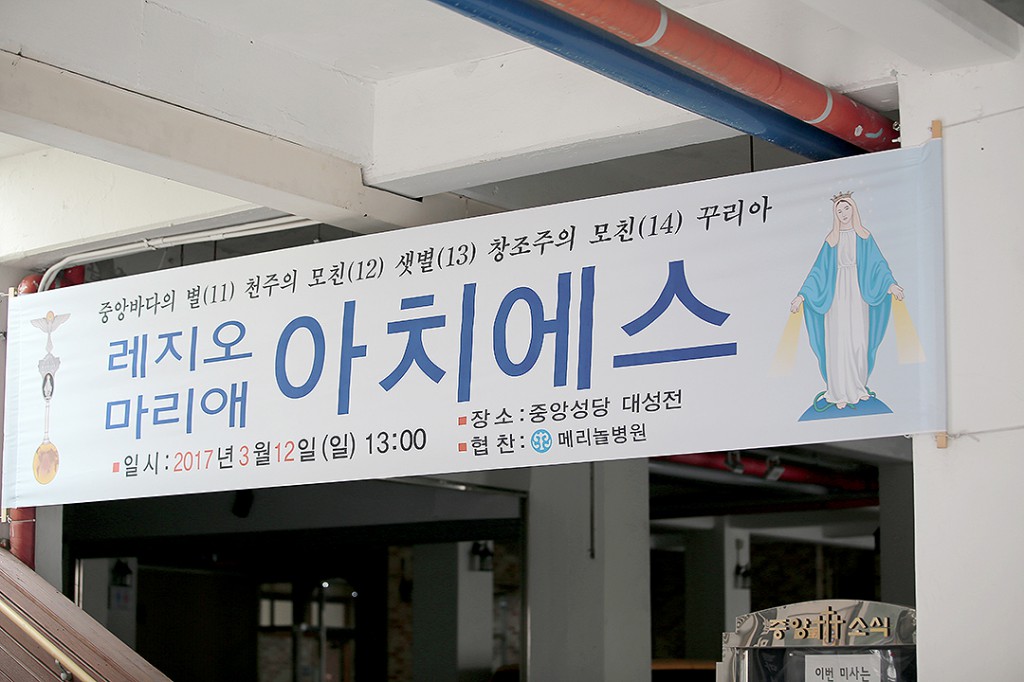 중앙바다의 별(11) 천주의 모친(12) 샛별(13) 창조주의 모친(14) 꾸리아
레지오
마리애
아치에스
■일시: 2017년 3월 12일(일) 13:00
■장소: 중앙성당 대성전
■협찬: 메리놀병원
중앙 소식
이번 미사는